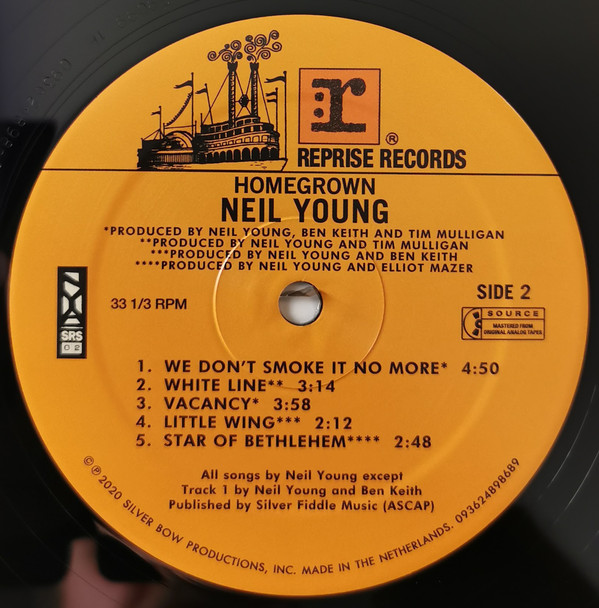 r
®
REPRISE RECORDS
HOMEGROWN
NEIL YOUNG
*PRODUCED BY NEIL YOUNG, BEN KEITH AND TIM MULLIGAN
**PRODUCED BY NEIL YOUNG AND TIM MULLIGAN
***PRODUCED BY NEIL YOUNG AND BEN KEITH
****PRODUCED BY NEIL YOUNG AND ELLIOT MAZER
33 1/3 RPM
SIDE 2
SRS
02
SOURCE
MASTERED FROM
ORIGINAL ANALOG TAPES
1. WE DON'T SMOKE IT NO MORE* 4:50
2. WHITE LINE** 3:14
3. VACANCY* 3:58
4. LITTLE WING*** 2:12
5. STAR OF BETHLEHEM**** 2:48
All songs by Neil Young except
Track 1 by Neil Young and Ben Keith
Published by Silver Fiddle Music (ASCAP)
© ℗ 2020 SILVER BOW PRODUCTIONS, INC. MADE IN THE NETHERLANDS. 093624898689